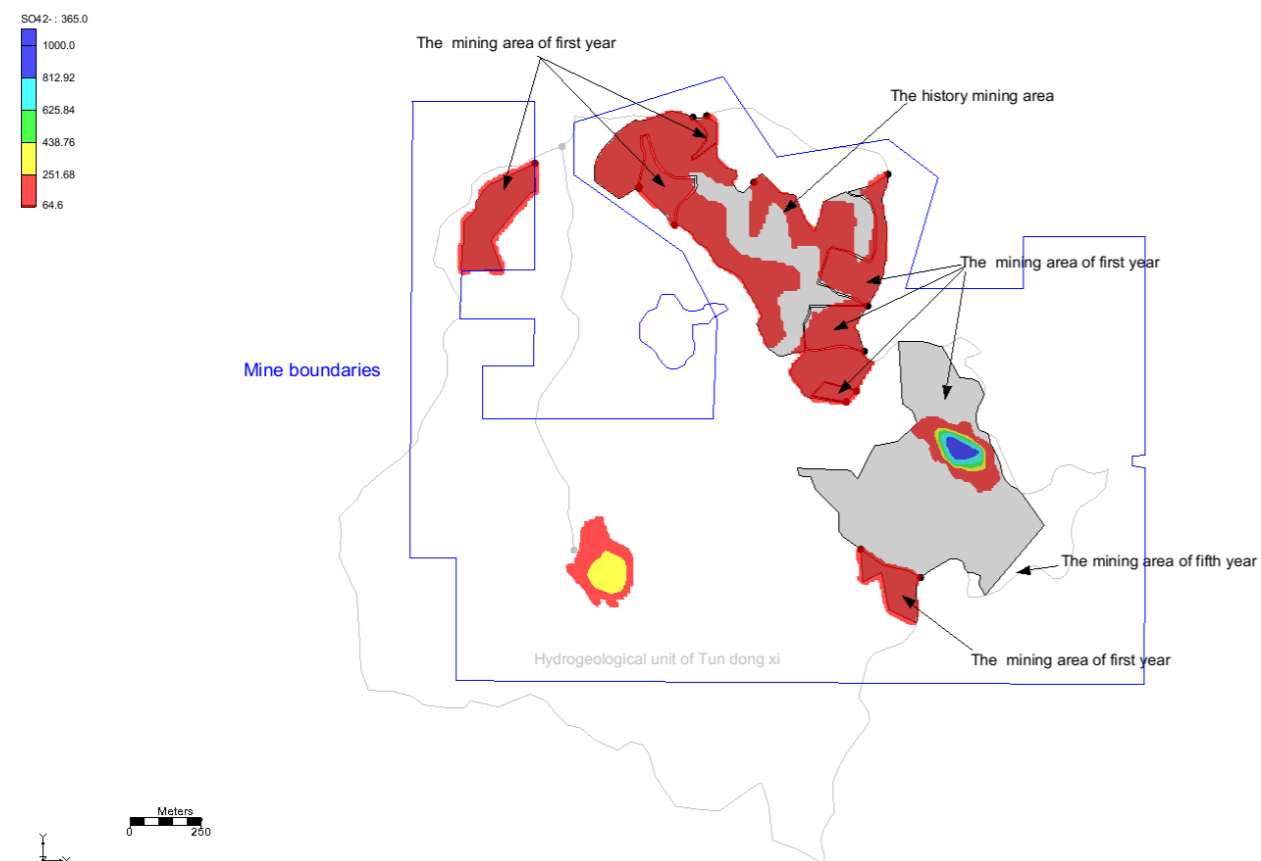 SO42- : 365.0
1000.0
812.92
625.84
438.76
251.68
64.6
The mining area of first year
The history mining area
The mining area of first year
Mine boundaries
The mining area of fifth year
Hydrogeological unit of Tun dong xi
The mining area of first year
Meters
0 250
Y
X